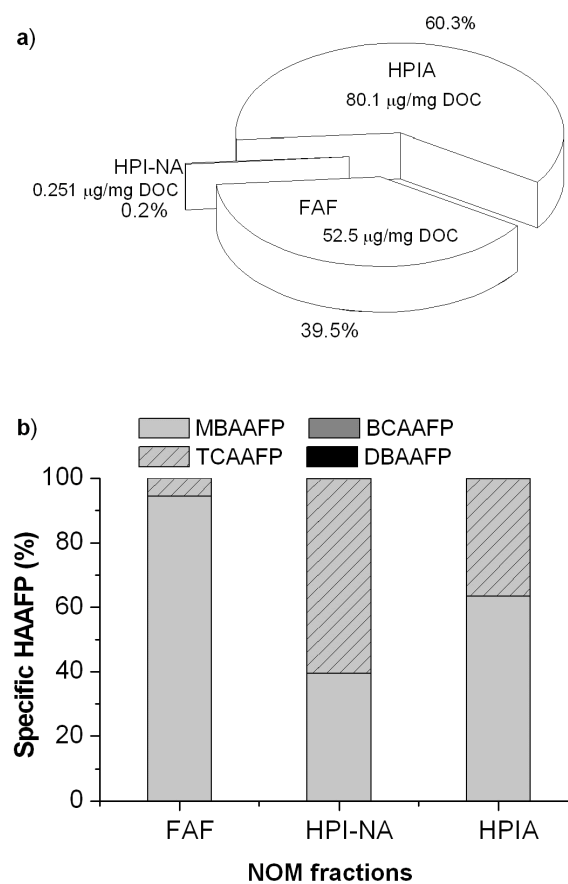 a)
60.3%
HPIA
80.1 μg/mg DOC
HPI-NA
0.251 μg/mg DOC
0.2%
FAF
52.5 μg/mg DOC
39.5%
b)
MBAAFP
BCAAFP
TCAAFP
DBAAFP
100
80
60
40
20
0
Specific HAAFP (%)
FAF
HPI-NA
HPIA
NOM fractions